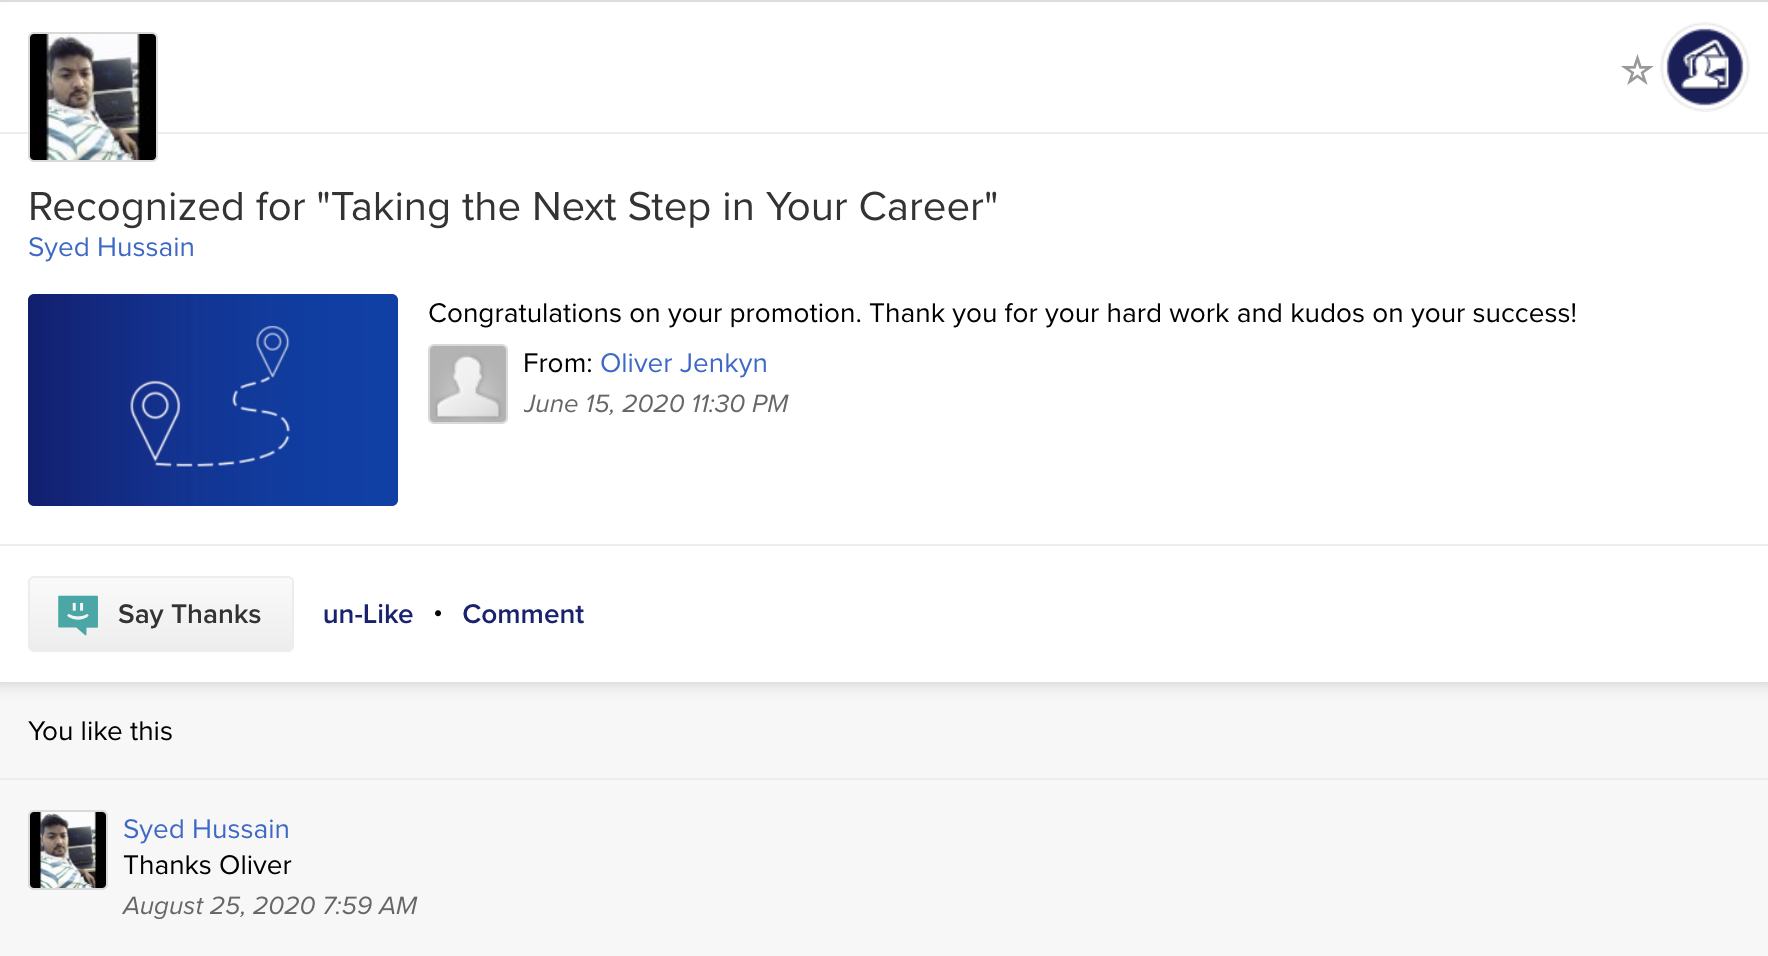 Recognized for "Taking the Next Step in Your Career"
Syed Hussain
Congratulations on your promotion. Thank you for your hard work and kudos on your success!
From: Oliver Jenkyn
June 15, 2020 11:30 PM
Say Thanks
un-Like • Comment
You like this
Syed Hussain
Thanks Oliver
August 25, 2020 7:59 AM